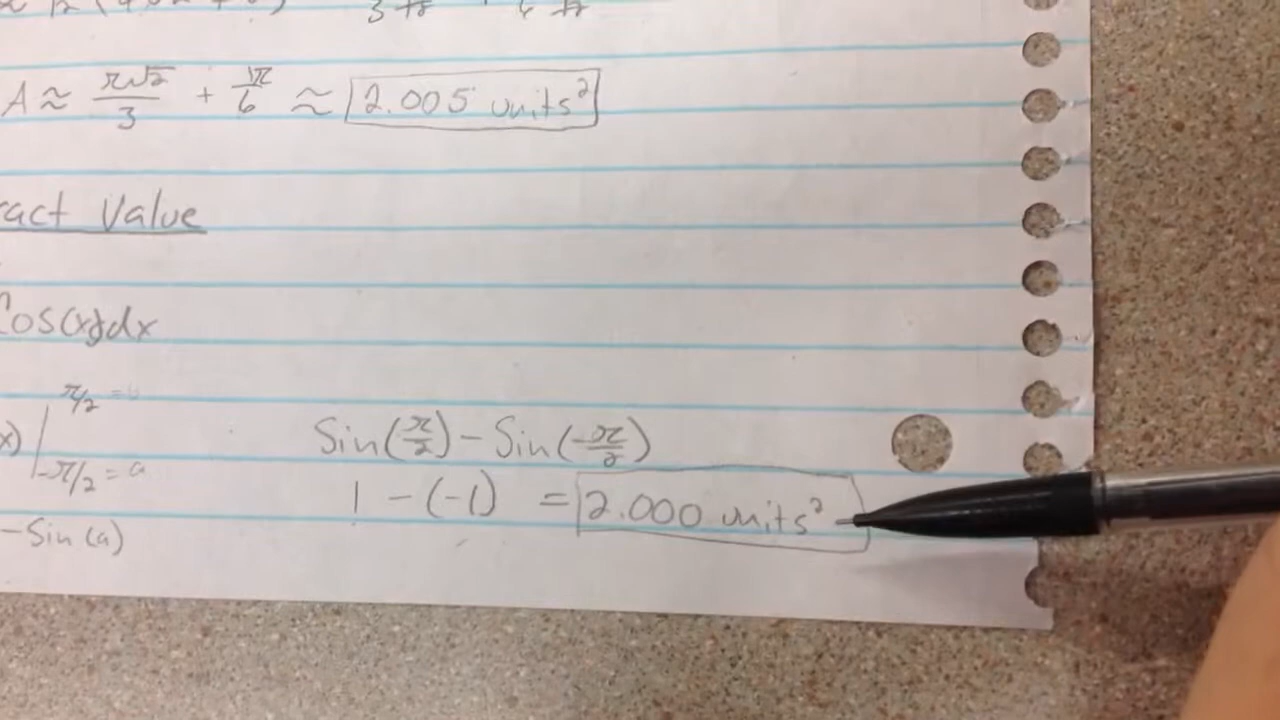 A ≈ π√2/3 + π/6 ≈ 2.005 units²
act Value
Cos(x)dx
π/2 =
x) | -π/2 = a
Sin(π/2) - Sin(-π/2)
1 - (-1) = 2.000 units²
- Sin (a)